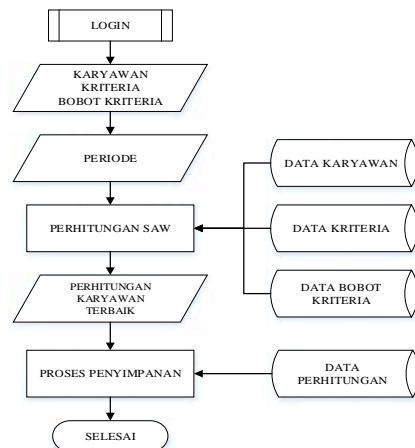 LOGIN
KARYAWAN
KRITERIA
BOBOT KRITERIA
PERIODE
DATA KARYAWAN
PERHITUNGAN SAW
DATA KRITERIA
PERHITUNGAN
KARYAWAN
TERBAIK
DATA BOBOT
KRITERIA
PROSES PENYIMPANAN
DATA
PERHITUNGAN
SELESAI